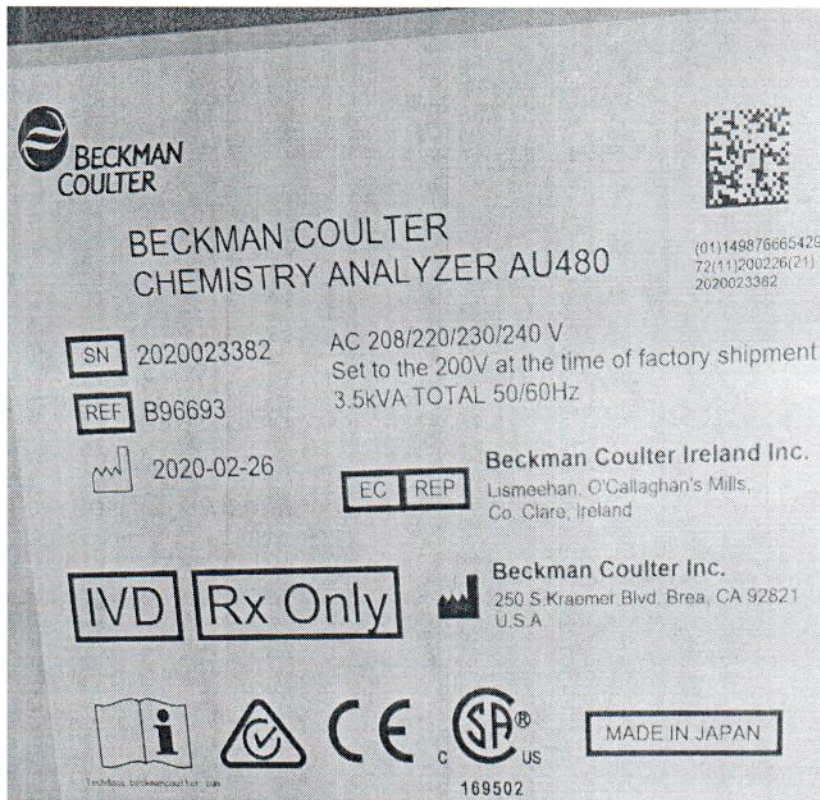 BECKMAN
COULTER
BECKMAN COULTER
CHEMISTRY ANALYZER AU480
(01)149876665429
72(11)200226(21)
2020023382
SN 2020023382
REF B96693
2020-02-26
AC 208/220/230/240 V
Set to the 200V at the time of factory shipment
3.5kVA TOTAL 50/60Hz
EC REP
Beckman Coulter Ireland Inc.
Lismeehan, O'Callaghan's Mills,
Co. Clare, Ireland
IVD Rx Only
Beckman Coulter Inc.
250 S.Kraemer Blvd. Brea, CA 92821
U.S.A.
i
CE
C SA ® US
169502
MADE IN JAPAN